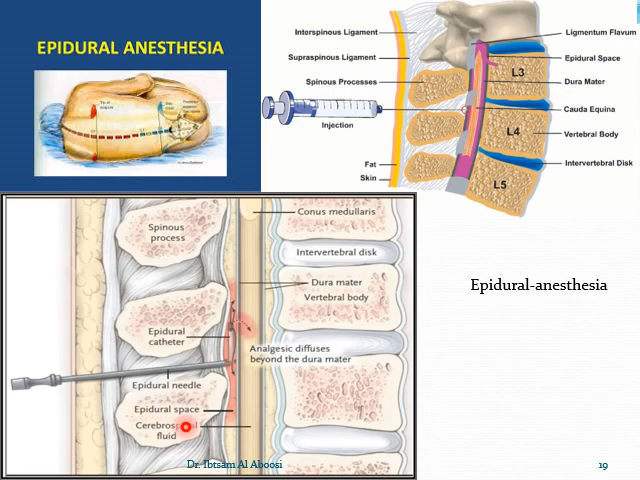 EPIDURAL ANESTHESIA
Interspinous Ligament
Supraspinous Ligament
Spinous Processes
Injection
Fat
Skin
Ligmentum Flavum
Epidural Space
Dura Mater
Cauda Equina
Vertebral Body
Intervertebral Disk
L3
L4
L5
Spinous
process
Conus medullaris
Intervertebral disk
Dura mater
Vertebral body
Epidural
catheter
Analgesic diffuses
beyond the dura mater
Epidural needle
Epidural space
Cerebrospinal
fluid
Epidural-anesthesia
Dr. Ibtsam Al Aboosi
19